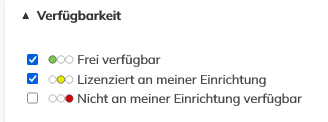 Verfügbarkeit
Frei verfügbar
Lizenziert an meiner Einrichtung
Nicht an meiner Einrichtung verfügbar